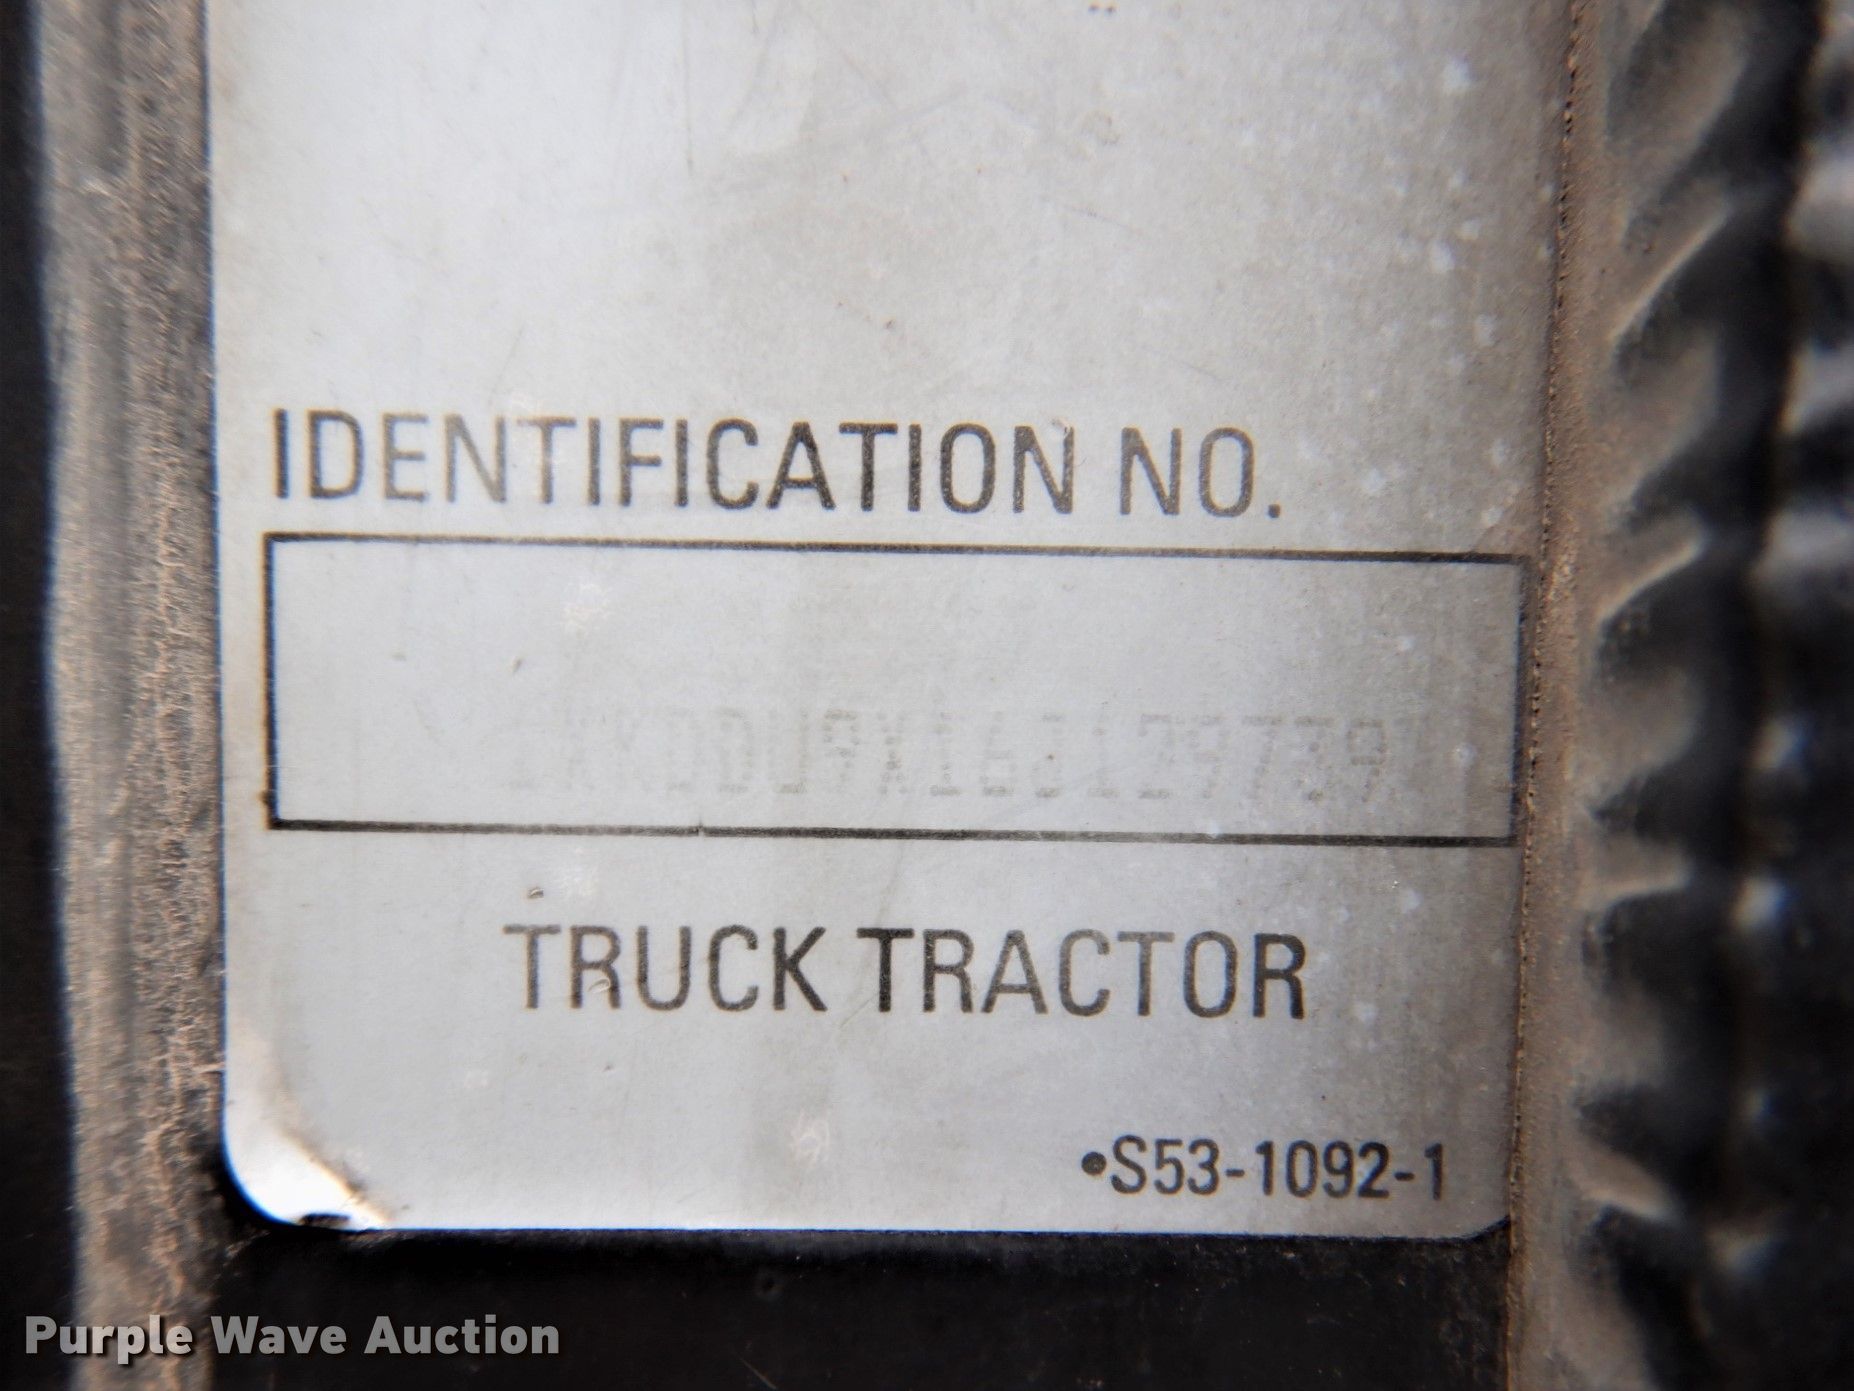 IDENTIFICATION NO.
TRUCK TRACTOR
•S53-1092-1
Purple Wave Auction